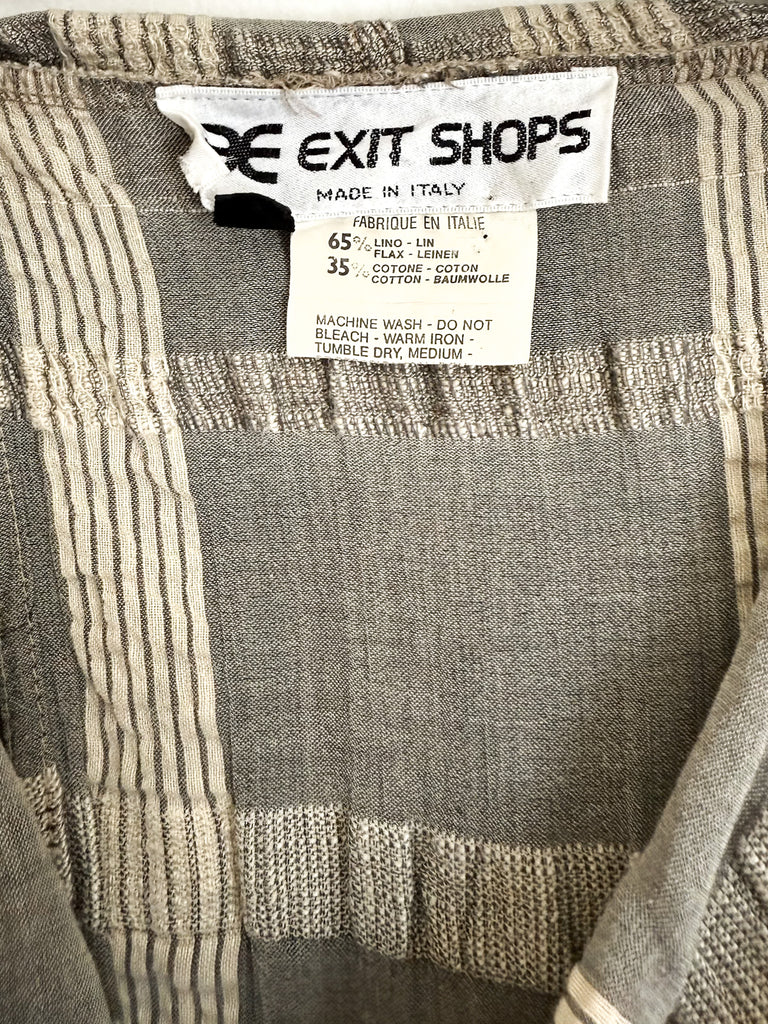 EXIT SHOPS
MADE IN ITALY
FABRIQUE EN ITALIE
65% LINO - LIN
FLAX - LEINEN
35% COTONE - COTON
COTTON - BAUMWOLLE
MACHINE WASH - DO NOT
BLEACH - WARM IRON -
TUMBLE DRY, MEDIUM -